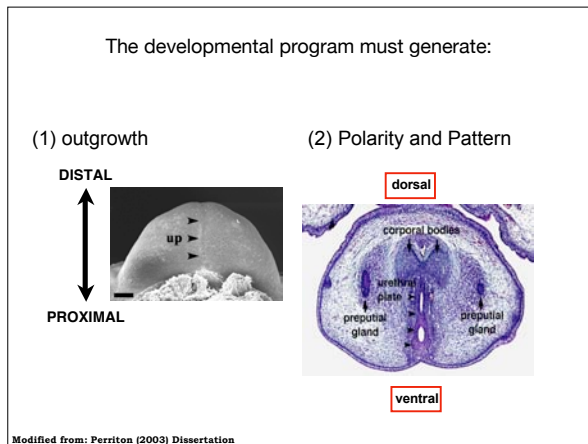 The developmental program must generate:
(1) outgrowth
(2) Polarity and Pattern
DISTAL
up
PROXIMAL
dorsal
corporal bodies
urethral
plate
preputial
gland
preputial
gland
ventral
Modified from: Perriton (2003) Dissertation